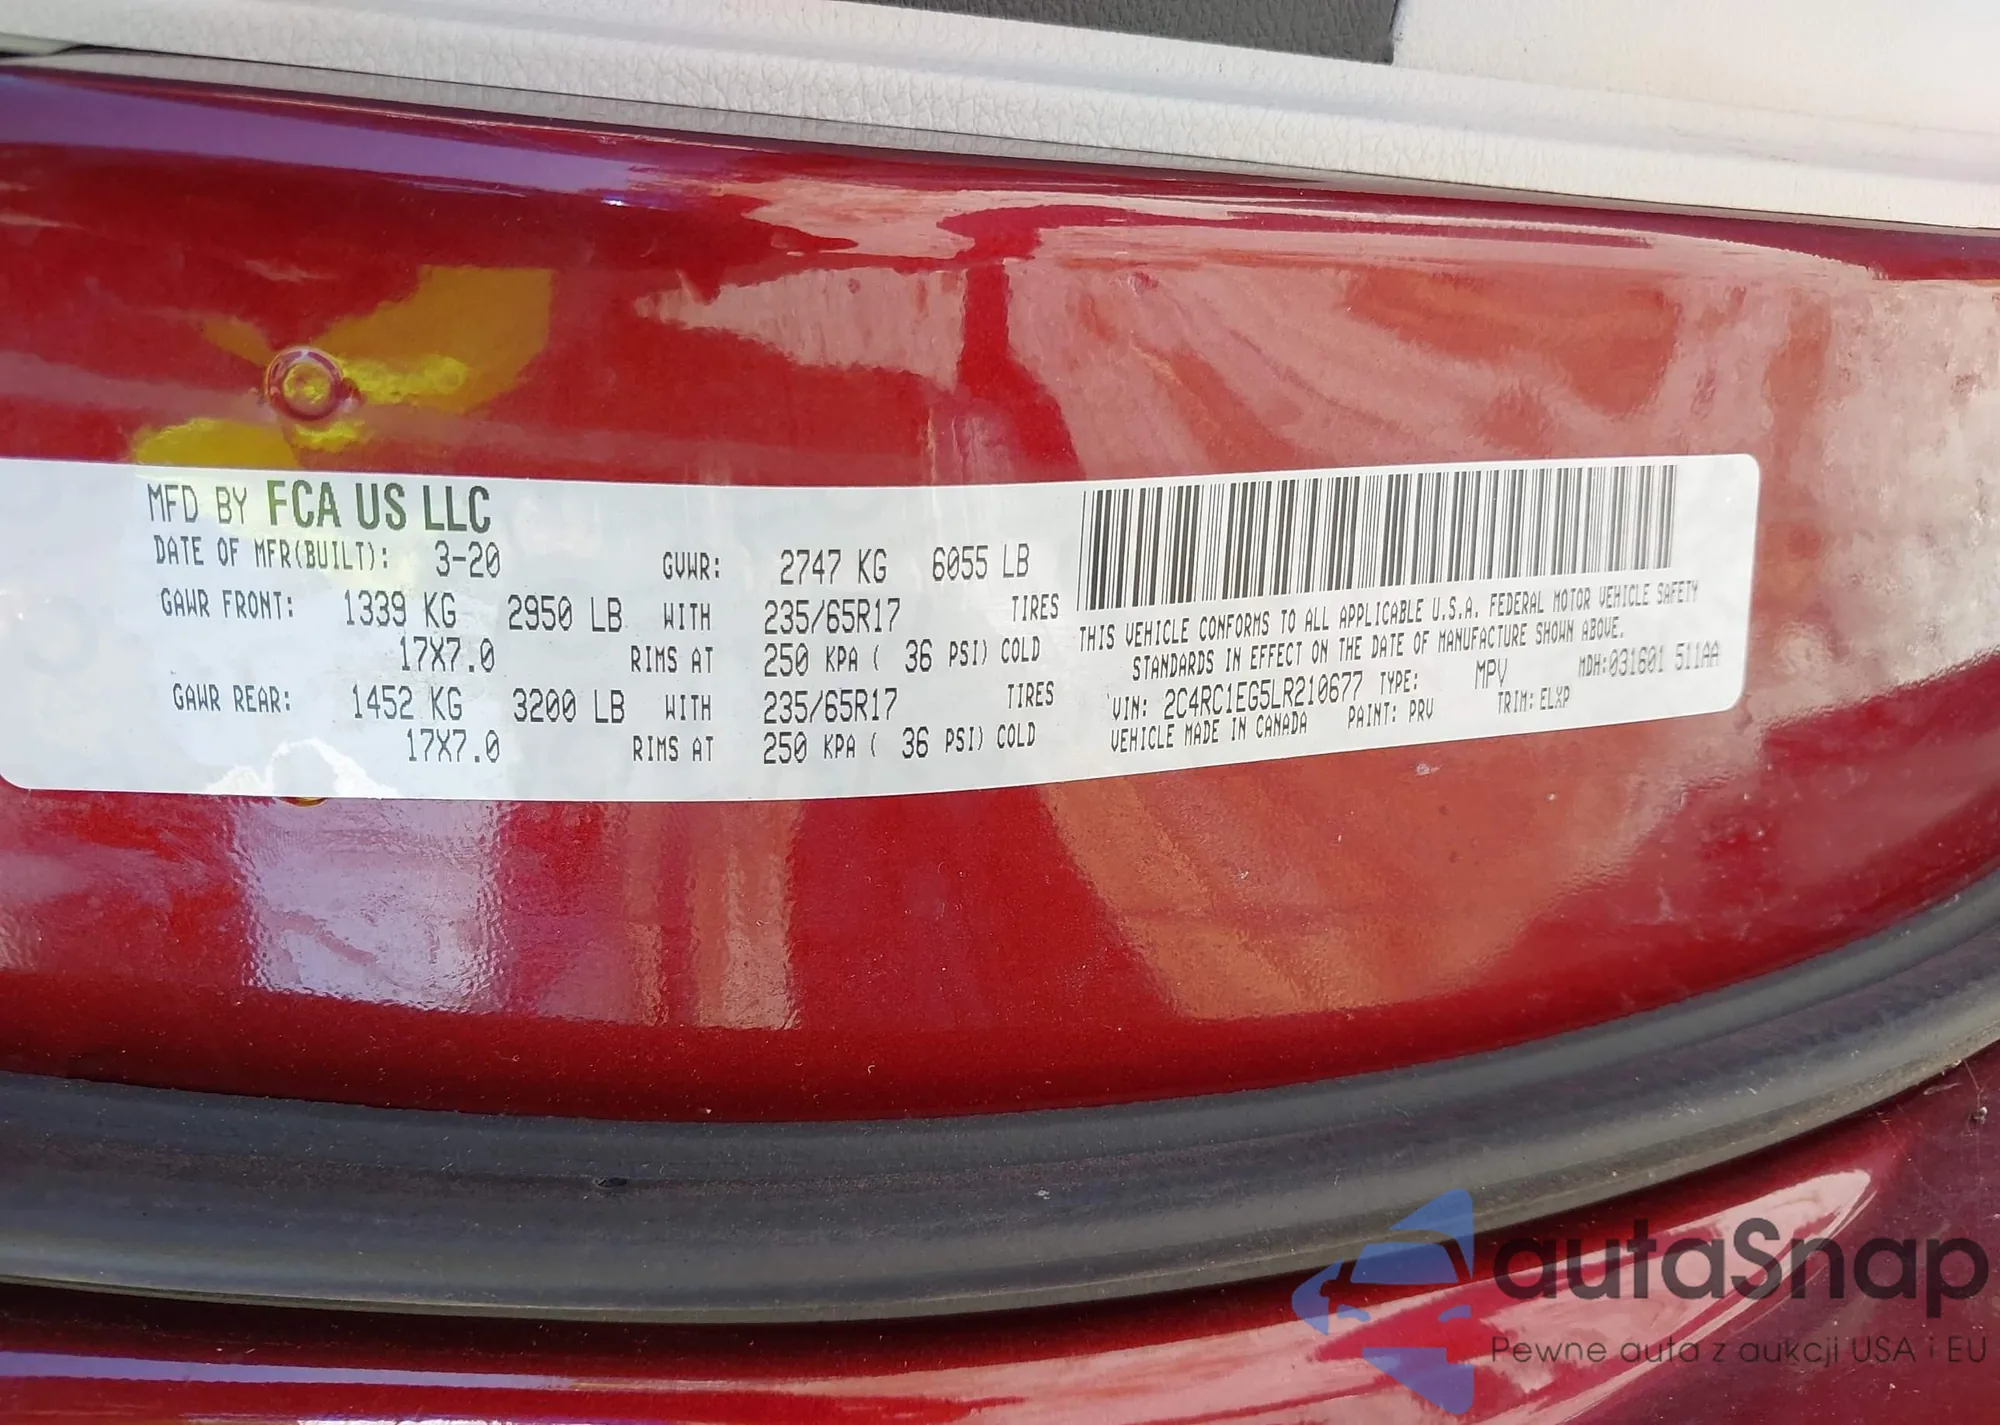 MFD BY FCA US LLC
DATE OF MFR(BUILT): 3-20 GVWR: 2747 KG 6055 LB
GAWR FRONT: 1339 KG 2950 LB WITH 235/65R17 TIRES
17X7.0 RIMS AT 250 KPA ( 36 PSI) COLD
GAWR REAR: 1452 KG 3200 LB WITH 235/65R17 TIRES
17X7.0 RIMS AT 250 KPA ( 36 PSI) COLD
THIS VEHICLE CONFORMS TO ALL APPLICABLE U.S.A. FEDERAL MOTOR VEHICLE SAFETY
STANDARDS IN EFFECT ON THE DATE OF MANUFACTURE SHOWN ABOVE.
VIN: 2C4RC1EG5LR210677 TYPE: MPV MDH:031601 511AA
VEHICLE MADE IN CANADA PAINT: PRV TRIM: ELXP
autaSnap
Pewne auta z aukcji USA i EU